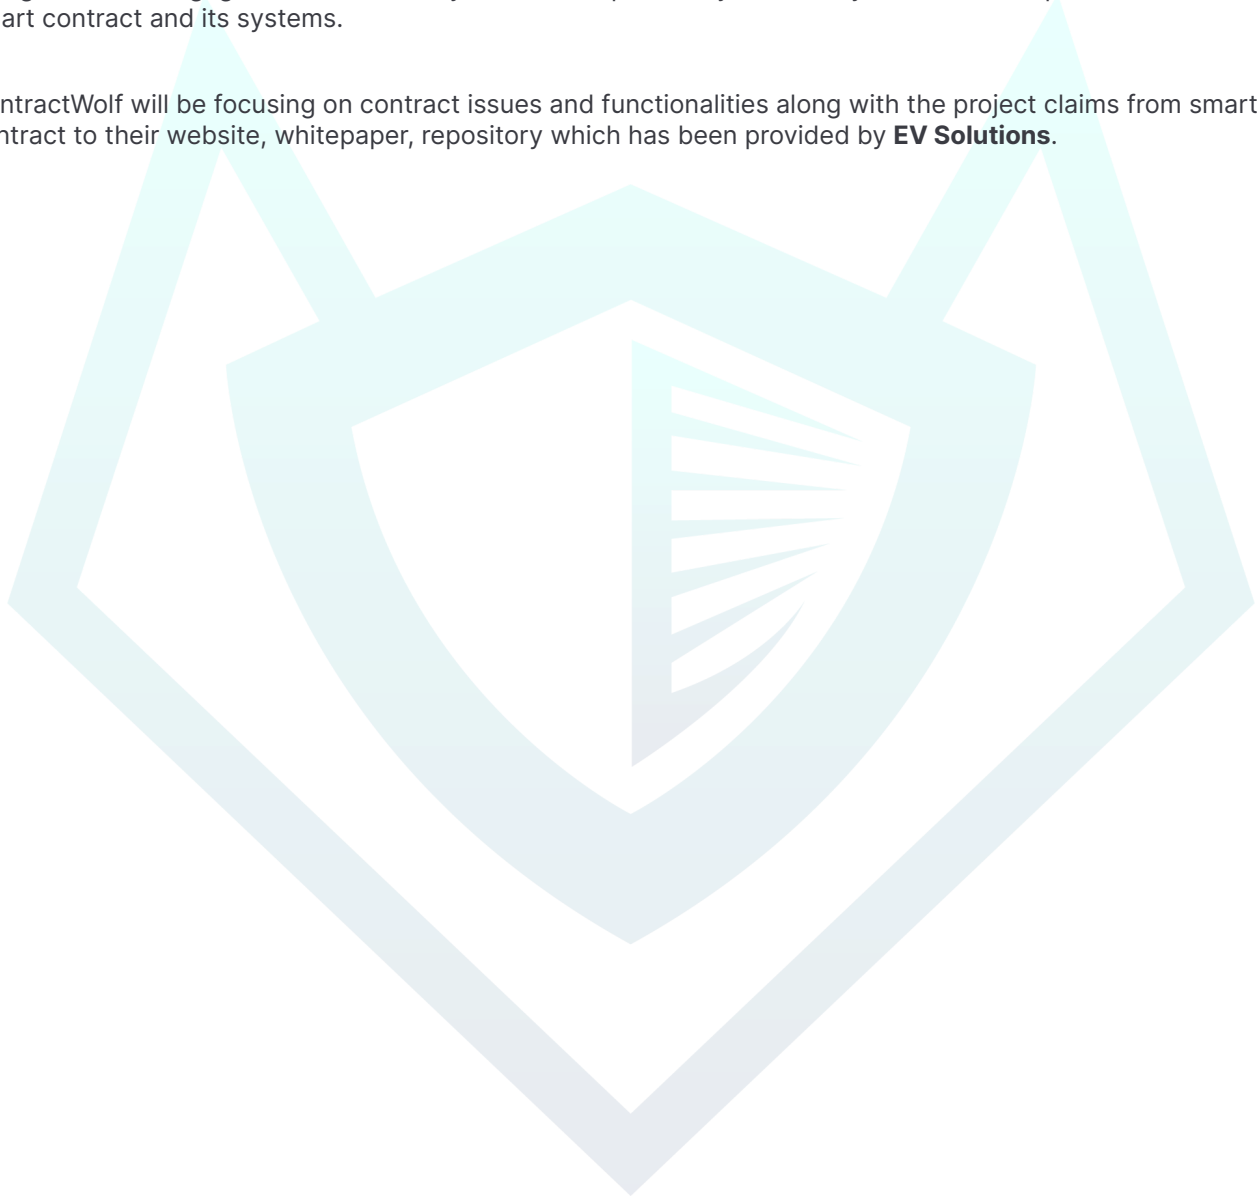 art contract and its systems.
ntractWolf will be focusing on contract issues and functionalities along with the project claims from smart
ntract to their website, whitepaper, repository which has been provided by EV Solutions.